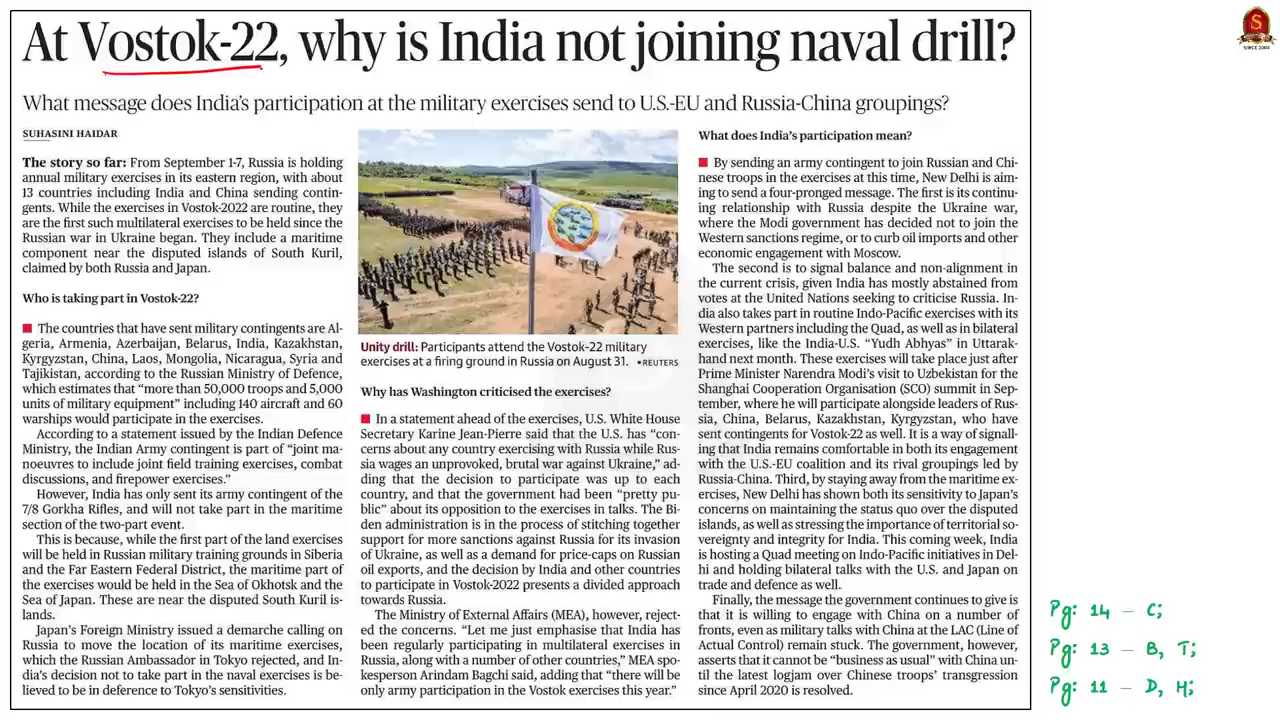 At Vostok-22, why is India not joining naval drill?
What message does India's participation at the military exercises send to U.S.-EU and Russia-China groupings?
SUHASINI HAIDAR
The story so far: From September 1-7, Russia is holding
annual military exercises in its eastern region, with about
13 countries including India and China sending contin-
gents. While the exercises in Vostok-2022 are routine, they
are the first such multilateral exercises to be held since the
Russian war in Ukraine began. They include a maritime
component near the disputed islands of South Kuril,
claimed by both Russia and Japan.
Who is taking part in Vostok-22?
■ The countries that have sent military contingents are Al-
geria, Armenia, Azerbaijan, Belarus, India, Kazakhstan,
Kyrgyzstan, China, Laos, Mongolia, Nicaragua, Syria and
Tajikistan, according to the Russian Ministry of Defence,
which estimates that “more than 50,000 troops and 5,000
units of military equipment” including 140 aircraft and 60
warships would participate in the exercises.
According to a statement issued by the Indian Defence
Ministry, the Indian Army contingent is part of “joint ma-
noeuvres to include joint field training exercises, combat
discussions, and firepower exercises.”
However, India has only sent its army contingent of the
7/8 Gorkha Rifles, and will not take part in the maritime
section of the two-part event.
This is because, while the first part of the land exercises
will be held in Russian military training grounds in Siberia
and the Far Eastern Federal District, the maritime part of
the exercises would be held in the Sea of Okhotsk and the
Sea of Japan. These are near the disputed South Kuril is-
lands.
Japan's Foreign Ministry issued a demarche calling on
Russia to move the location of its maritime exercises,
which the Russian Ambassador in Tokyo rejected, and In-
dia's decision not to take part in the naval exercises is be-
lieved to be in deference to Tokyo's sensitivities.
Unity drill: Participants attend the Vostok-22 military
exercises at a firing ground in Russia on August 31. •REUTERS
Why has Washington criticised the exercises?
■ In a statement ahead of the exercises, U.S. White House
Secretary Karine Jean-Pierre said that the U.S. has “con-
cerns about any country exercising with Russia while Rus-
sia wages an unprovoked, brutal war against Ukraine,” ad-
ding that the decision to participate was up to each
country, and that the government had been “pretty pu-
blic” about its opposition to the exercises in talks. The Bi-
den administration is in the process of stitching together
support for more sanctions against Russia for its invasion
of Ukraine, as well as a demand for price-caps on Russian
oil exports, and the decision by India and other countries
to participate in Vostok-2022 presents a divided approach
towards Russia.
The Ministry of External Affairs (MEA), however, reject-
ed the concerns. “Let me just emphasise that India has
been regularly participating in multilateral exercises in
Russia, along with a number of other countries,” MEA spo-
kesperson Arindam Bagchi said, adding that “there will be
only army participation in the Vostok exercises this year.”
What does India's participation mean?
■ By sending an army contingent to join Russian and Chi-
nese troops in the exercises at this time, New Delhi is aim-
ing to send a four-pronged message. The first is its continu-
ing relationship with Russia despite the Ukraine war,
where the Modi government has decided not to join the
Western sanctions regime, or to curb oil imports and other
economic engagement with Moscow.
The second is to signal balance and non-alignment in
the current crisis, given India has mostly abstained from
votes at the United Nations seeking to criticise Russia. In-
dia also takes part in routine Indo-Pacific exercises with its
Western partners including the Quad, as well as in bilateral
exercises, like the India-U.S. “Yudh Abhyas” in Uttarak-
hand next month. These exercises will take place just after
Prime Minister Narendra Modi's visit to Uzbekistan for the
Shanghai Cooperation Organisation (SCO) summit in Sep-
tember, where he will participate alongside leaders of Rus-
sia, China, Belarus, Kazakhstan, Kyrgyzstan, who have
sent contingents for Vostok-22 as well. It is a way of signall-
ing that India remains comfortable in both its engagement
with the U.S.-EU coalition and its rival groupings led by
Russia-China. Third, by staying away from the maritime ex-
ercises, New Delhi has shown both its sensitivity to Japan's
concerns on maintaining the status quo over the disputed
islands, as well as stressing the importance of territorial so-
vereignty and integrity for India. This coming week, India
is hosting a Quad meeting on Indo-Pacific initiatives in Del-
hi and holding bilateral talks with the U.S. and Japan on
trade and defence as well.
Finally, the message the government continues to give is
that it is willing to engage with China on a number of
fronts, even as military talks with China at the LAC (Line of
Actual Control) remain stuck. The government, however,
asserts that it cannot be “business as usual” with China un-
til the latest logjam over Chinese troops' transgression
since April 2020 is resolved.
S
SINCE 2004
Pg: 14 – C;
Pg: 13 – B, T;
Pg: 11 – D, H;